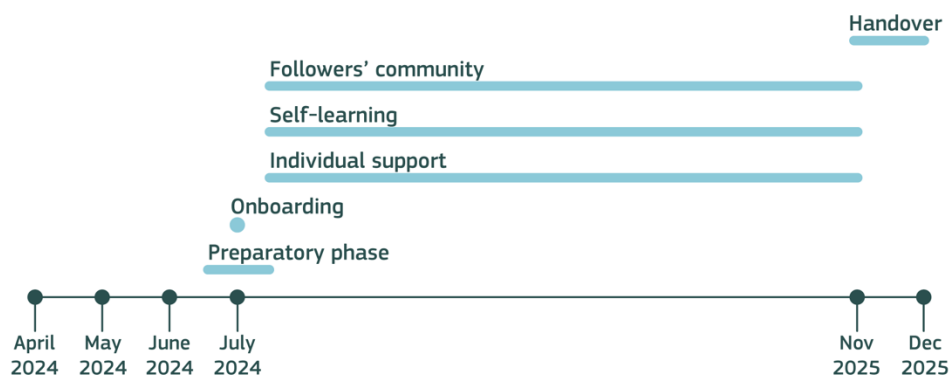 Handover
Followers’ community
Self-learning
Individual support
Onboarding
Preparatory phase
April May June July Nov Dec
2024 2024 2024 2024 2025 2025